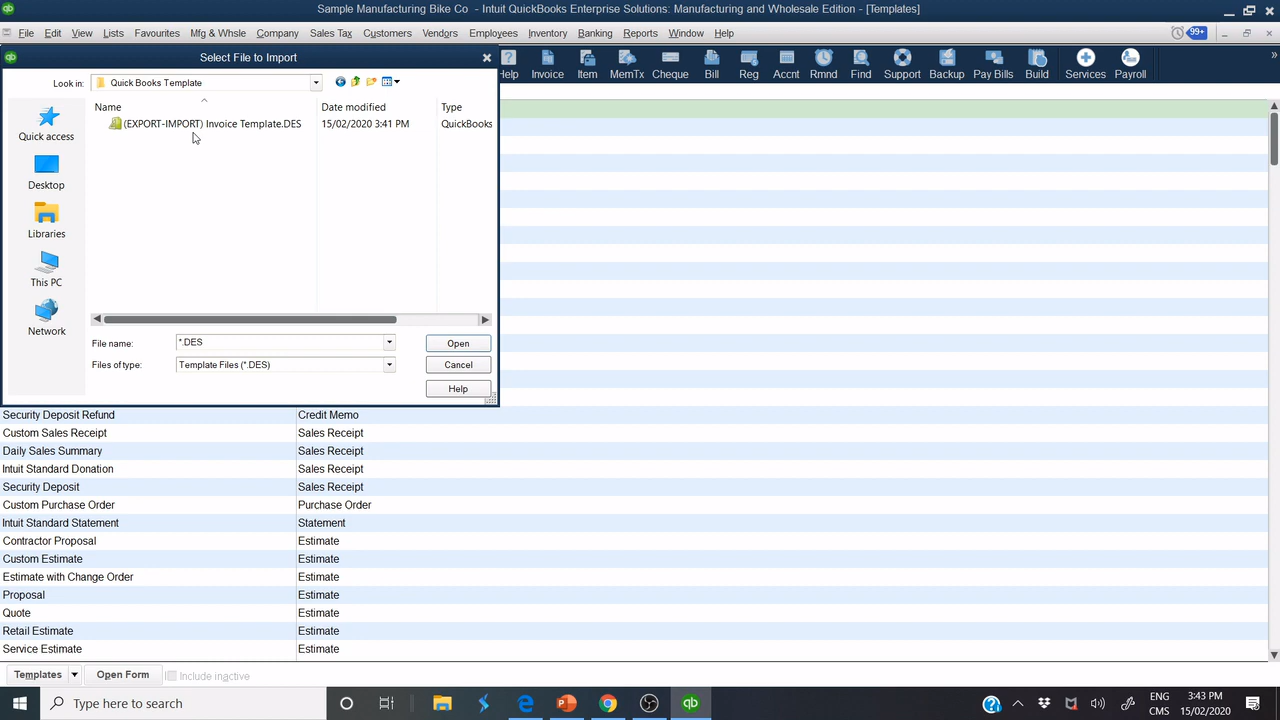 Sample Manufacturing Bike Co - Intuit QuickBooks Enterprise Solutions: Manufacturing and Wholesale Edition - [Templates]
File Edit View Lists Favourites Mfg & Whsle Company Sales Tax Customers Vendors Employees Inventory Banking Reports Window Help
99+
Select File to Import
Help Invoice Item MemTx Cheque Bill Reg Accnt Rmnd Find Support Backup Pay Bills Build Services Payroll
Look in: Quick Books Template
Name Date modified Type
(EXPORT-IMPORT) Invoice Template.DES 15/02/2020 3:41 PM QuickBooks
Quick access
Desktop
Libraries
This PC
Network
File name: *.DES Open
Files of type: Template Files (*.DES) Cancel
Help
Security Deposit Refund Credit Memo
Custom Sales Receipt Sales Receipt
Daily Sales Summary Sales Receipt
Intuit Standard Donation Sales Receipt
Security Deposit Sales Receipt
Custom Purchase Order Purchase Order
Intuit Standard Statement Statement
Contractor Proposal Estimate
Custom Estimate Estimate
Estimate with Change Order Estimate
Proposal Estimate
Quote Estimate
Retail Estimate Estimate
Service Estimate Estimate
Templates Open Form Include inactive
Type here to search
ENG 3:43 PM
CMS 15/02/2020